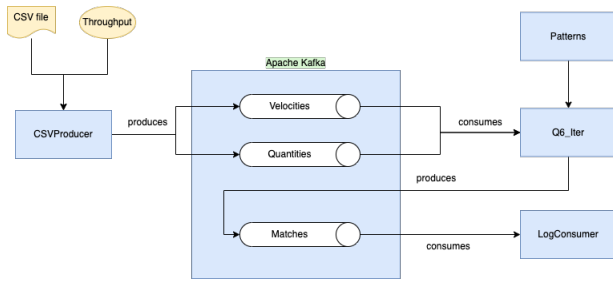 CSV file
Throughput
Patterns
Apache Kafka
Velocities
CSVProducer
produces
consumes
Q6_Iter
Quantities
produces
Matches
LogConsumer
consumes